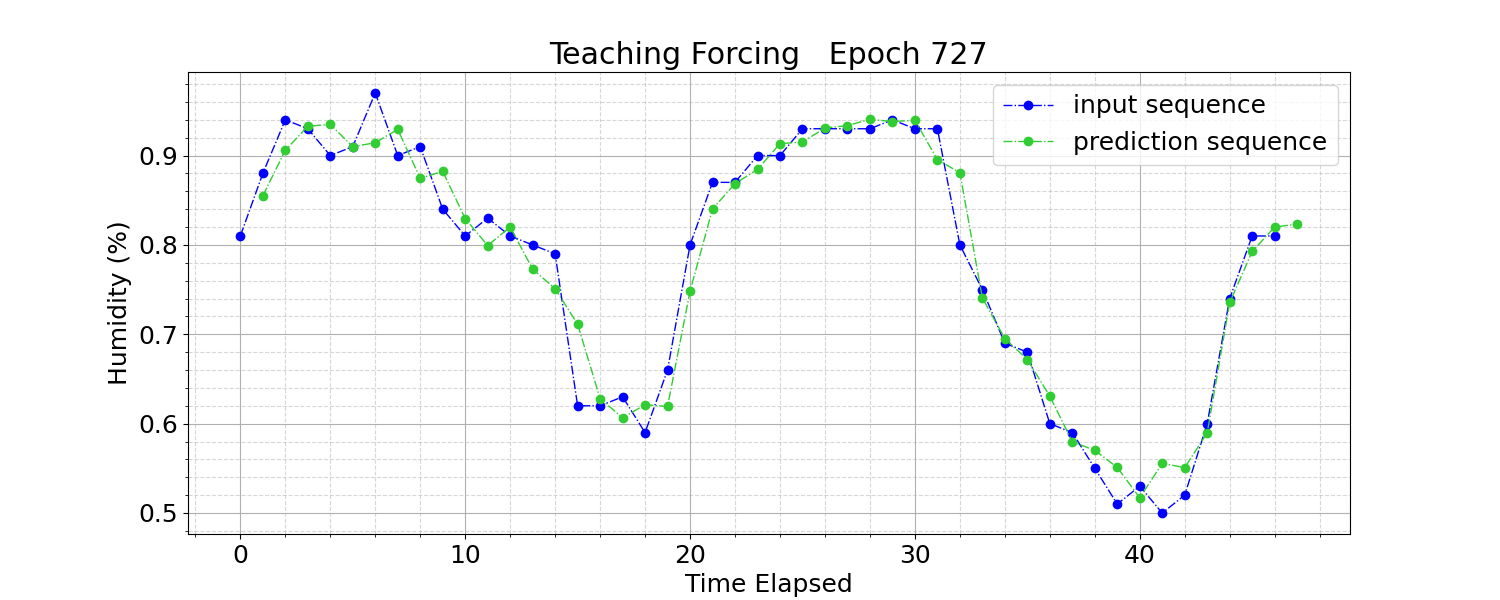 Teaching Forcing   Epoch 727
input sequence
prediction sequence
Humidity (%)
0.9
0.8
0.7
0.6
0.5
0 10 20 30 40
Time Elapsed